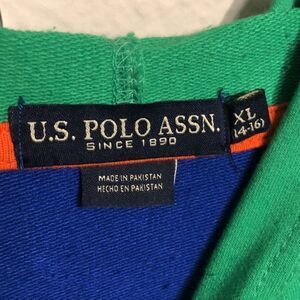 U.S. POLO ASSN.
SINCE 1890
XL
(14-16)
MADE IN PAKISTAN
HECHO EN PAKISTAN